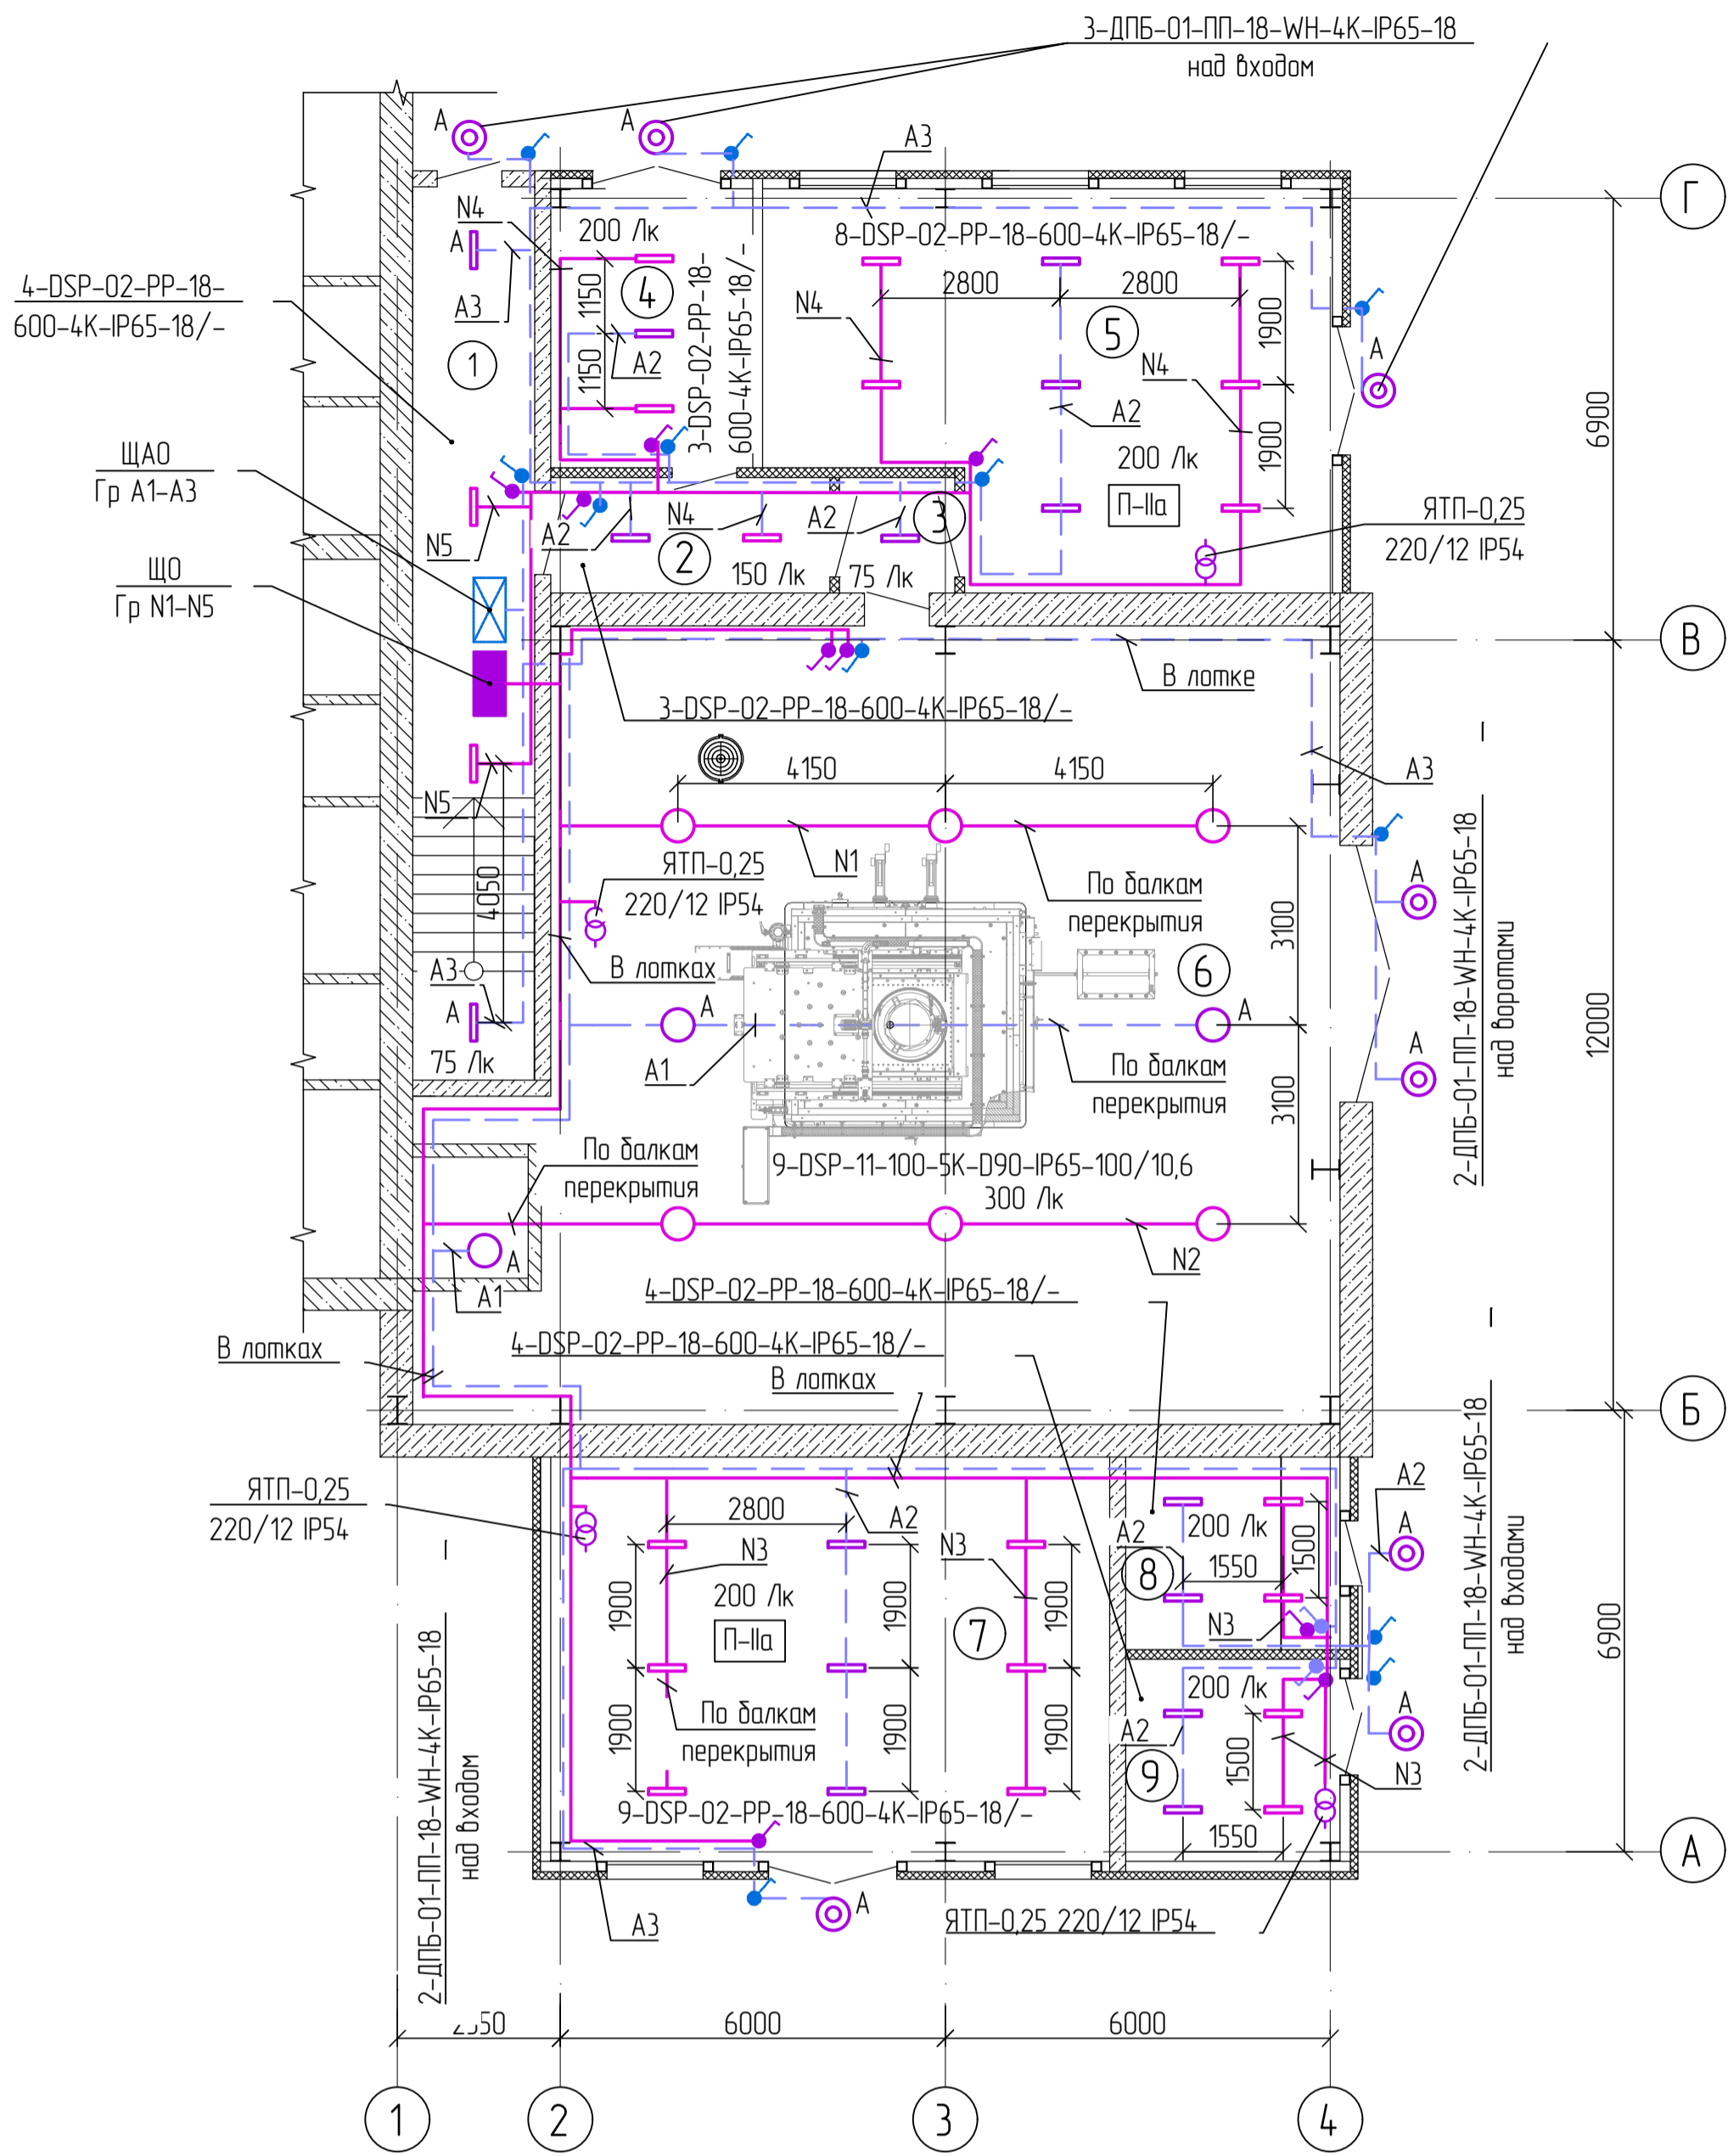 3-ДПБ-01-ПП-18-WH-4K-IP65-18
над входом
А
А
А3
Г
N4
200 Лк
8-DSP-02-PP-18-600-4K-IP65-18/-
А
4-DSP-02-PP-18-
600-4K-IP65-18/-
А3
1
1150
1150
4
А2
3-DSP-02-PP-18-
600-4K-IP65-18/-
N4
2800
2800
5
N4
1900
1900
А
А2
200 Лк
П-IIа
6900
ЩАО
Гр А1-А3
ЩО
Гр N1-N5
N5
А2
N4
А2
3
2
150 Лк
75 Лк
ЯТП-0,25
220/12 IP54
В
В лотке
3-DSP-02-PP-18-600-4K-IP65-18/-
4150
4150
А3
N5
4050
N1
ЯТП-0,25
220/12 IP54
По балкам
перекрытия
3100
А
2-ДПБ-01-ПП-18-WH-4K-IP65-18
над воротами
12000
А3
В лотках
6
А
А
А
А
75 Лк
А1
По балкам
перекрытия
3100
По балкам
перекрытия
9-DSP-11-100-5K-D90-IP65-100/10,6
300 Лк
А
А1
N2
4-DSP-02-PP-18-600-4K-IP65-18/-
В лотках
4-DSP-02-PP-18-600-4K-IP65-18/-
В лотках
Б
ЯТП-0,25
220/12 IP54
2800
А2
N3
N3
200 Лк
П-IIа
1900
1900
1900
1900
1900
1900
7
По балкам
перекрытия
9-DSP-02-PP-18-600-4K-IP65-18/-
А2
200 Лк
8
1550
1500
N3
А2
А
2-ДПБ-01-ПП-18-WH-4K-IP65-18
над входами
6900
200 Лк
А2
9
1500
1550
А
N3
2-ДПБ-01-ПП-18-WH-4K-IP65-18
над входом
А3
А
ЯТП-0,25 220/12 IP54
А
6000
6000
1
2
3
4